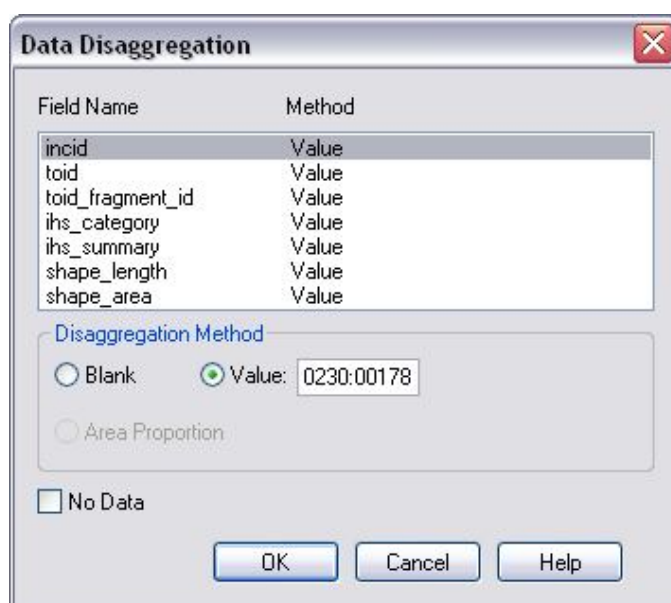 Data Disaggregation
Field Name Method
incid Value
toid Value
toid_fragment_id Value
ihs_category Value
ihs_summary Value
shape_length Value
shape_area Value
Disaggregation Method
Blank Value: 0230:00178
Area Proportion
No Data
OK Cancel Help